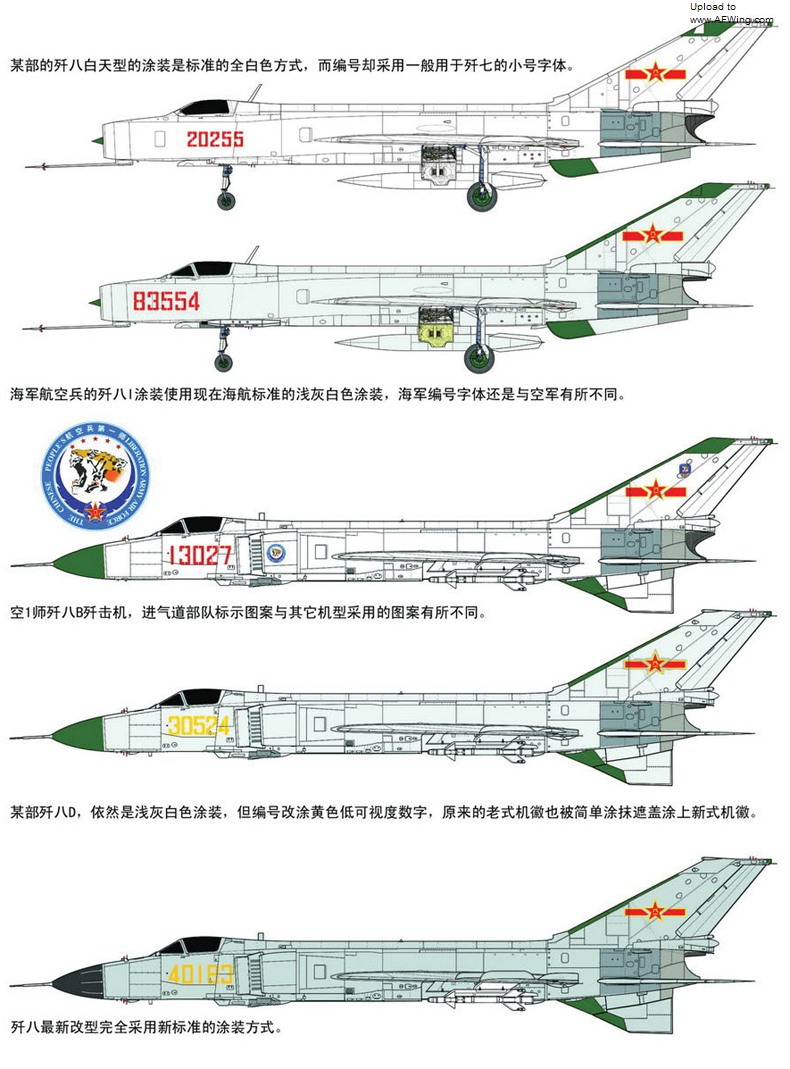 Upload to
www.AFWing.com
某部的歼八白天型的涂装是标准的全白色方式，而编号却采用一般用于歼七的小号字体。
20255
83554
海军航空兵的歼八I涂装使用现在海航标准的浅灰白色涂装，海军编号字体还是与空军有所不同。
航空兵第一师
THE CHINESE PEOPLE'S LIBERATION ARMY AIR FORCE
13027
空1师歼八B歼击机，进气道部队标示图案与其它机型采用的图案有所不同。
30524
某部歼八D，依然是浅灰白色涂装，但编号改涂黄色低可视度数字，原来的老式机徽也被简单涂抹遮盖涂上新式机徽。
40163
歼八最新改型完全采用新标准的涂装方式。